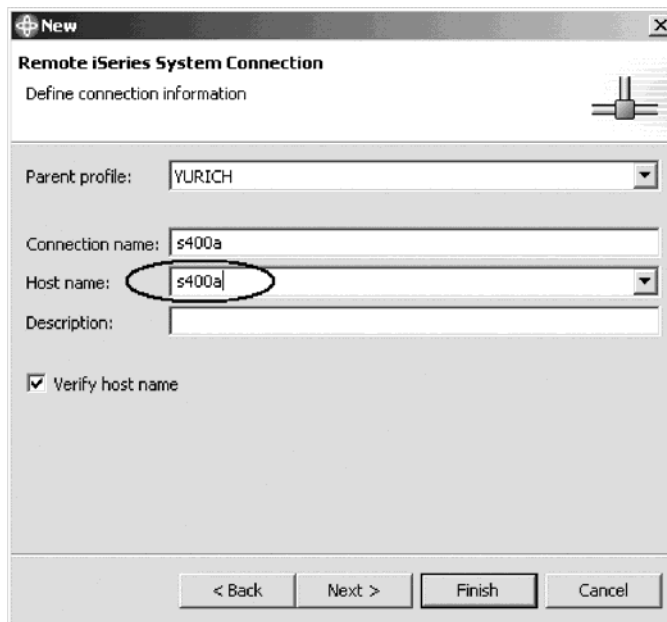 New
Remote iSeries System Connection
Define connection information
Parent profile: YURICH
Connection name: s400a
Host name: s400a
Description:
Verify host name
< Back Next > Finish Cancel